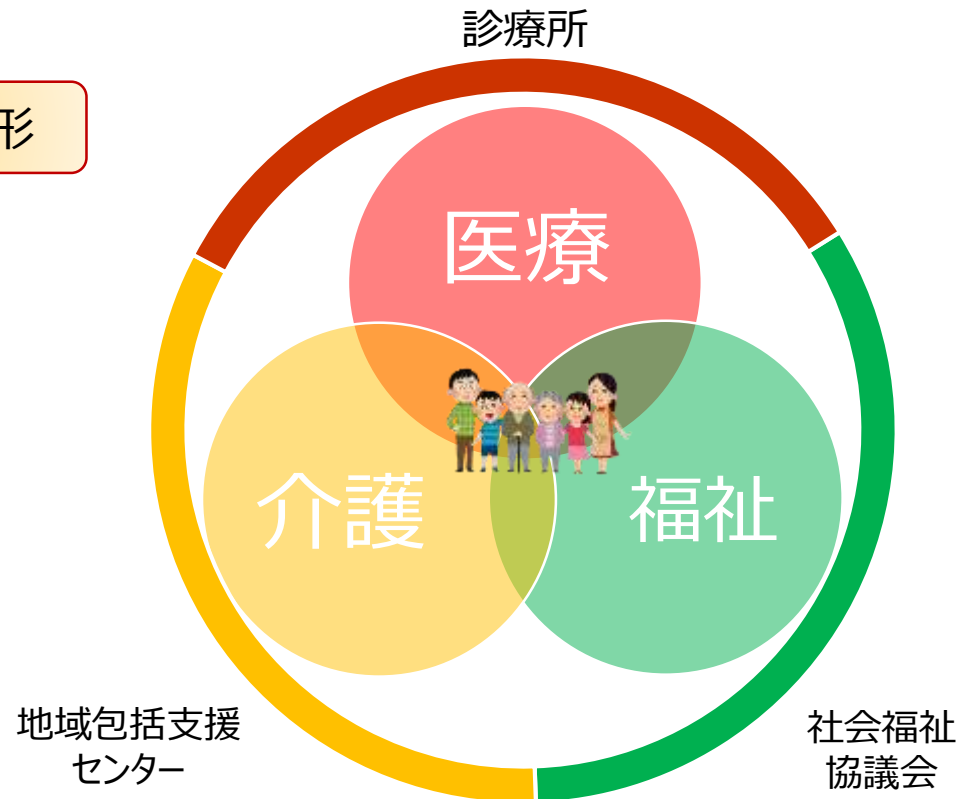 診療所
形
医療
介護
福祉
地域包括支援
センター
社会福祉
協議会